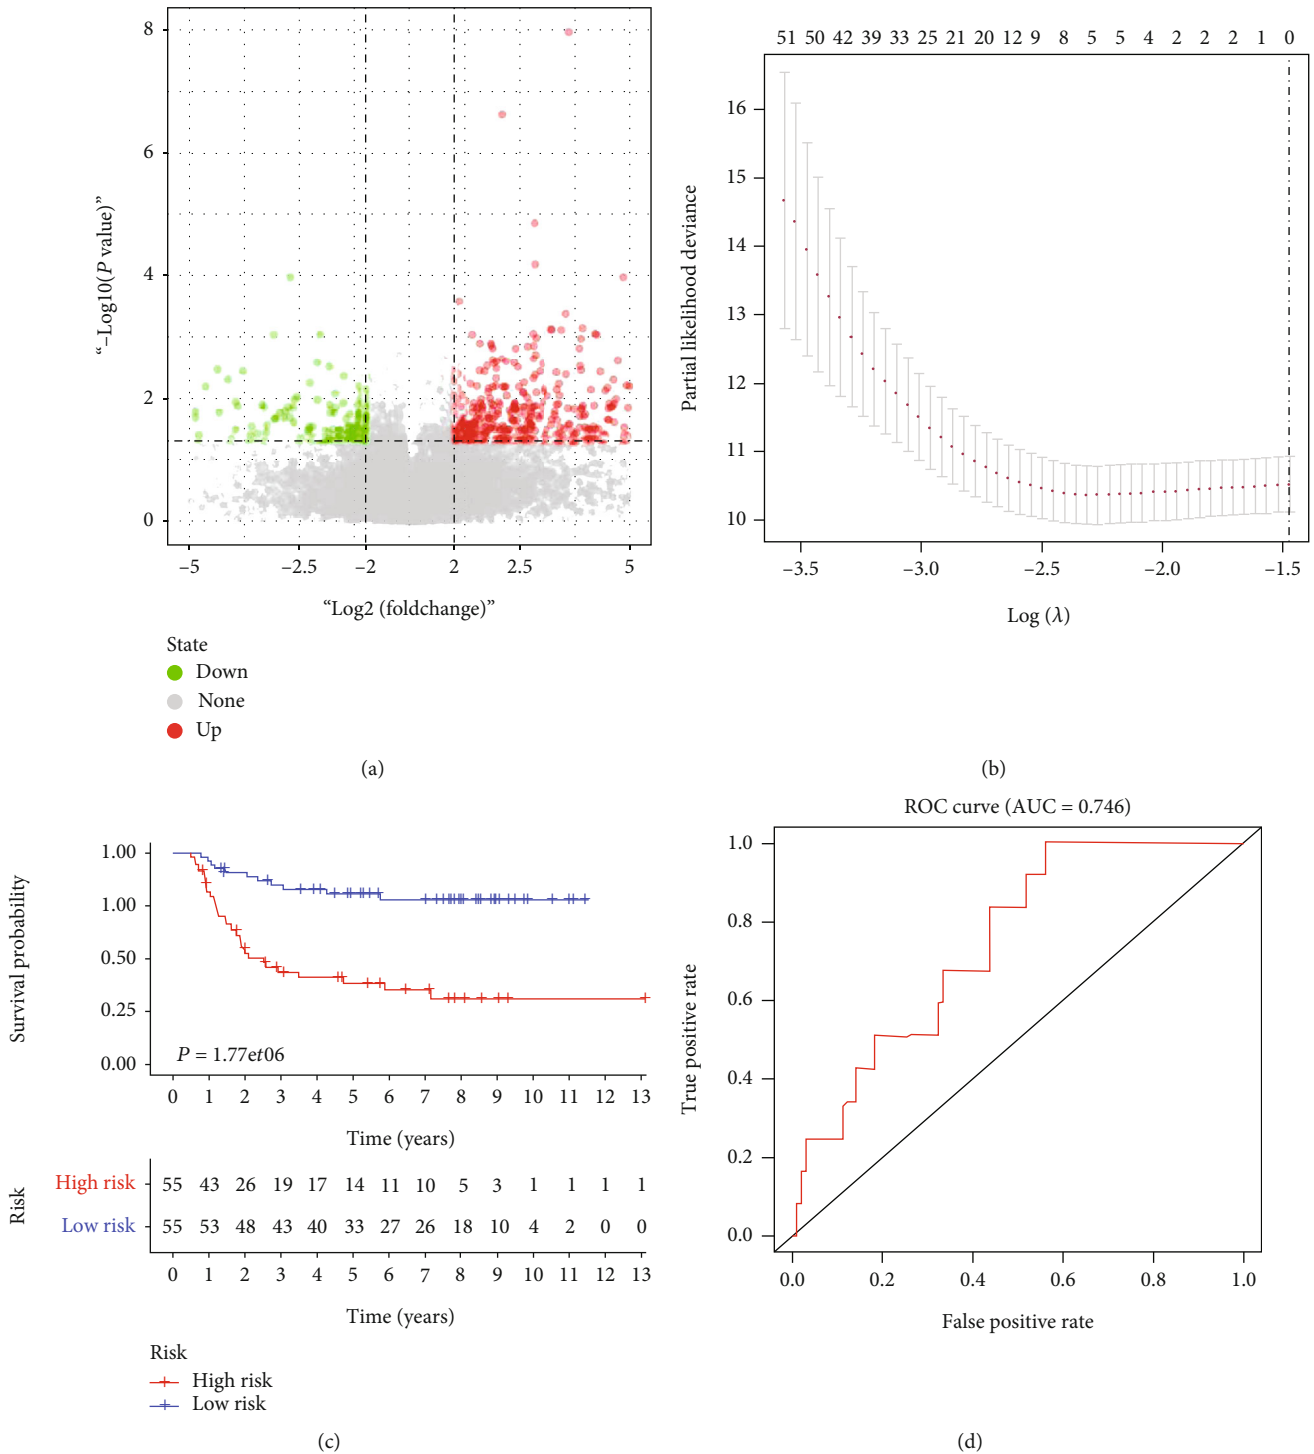 8
6
4
2
0
“–Log10(P value)”
–5 –2.5 –2 2 2.5 5
“Log2 (foldchange)”
State
Down
None
Up
(a)
51 50 42 39 33 25 21 20 12 9 8 5 5 4 2 2 2 1 0
16
15
14
13
12
11
10
Partial likelihood deviance
–3.5 –3.0 –2.5 –2.0 –1.5
Log (λ)
(b)
1.00
1.00
0.50
0.25
0.00
Survival probability
P = 1.77et06
0 1 2 3 4 5 6 7 8 9 10 11 12 13
Time (years)
Risk
High risk 55 43 26 19 17 14 11 10 5 3 1 1 1 1
Low risk 55 53 48 43 40 33 27 26 18 10 4 2 0 0
0 1 2 3 4 5 6 7 8 9 10 11 12 13
Time (years)
Risk
High risk
Low risk
(c)
ROC curve (AUC = 0.746)
1.0
0.8
0.6
0.4
0.2
0.0
True positive rate
0.0 0.2 0.4 0.6 0.8 1.0
False positive rate
(d)